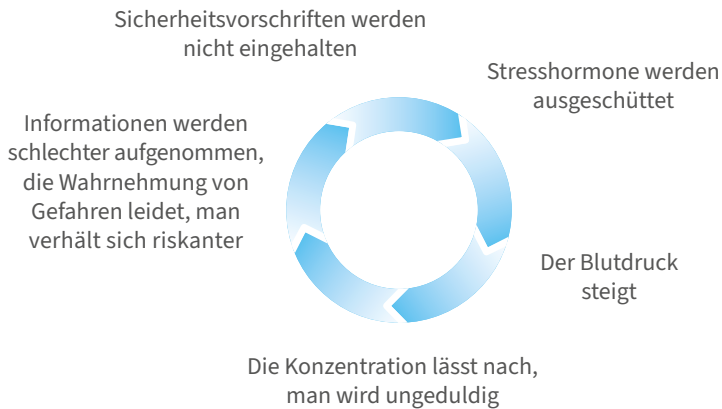 Sicherheitsvorschriften werden
nicht eingehalten
Stresshormone werden
ausgeschüttet
Der Blutdruck
steigt
Die Konzentration lässt nach,
man wird ungeduldig
Informationen werden
schlechter aufgenommen,
die Wahrnehmung von
Gefahren leidet, man
verhält sich riskanter